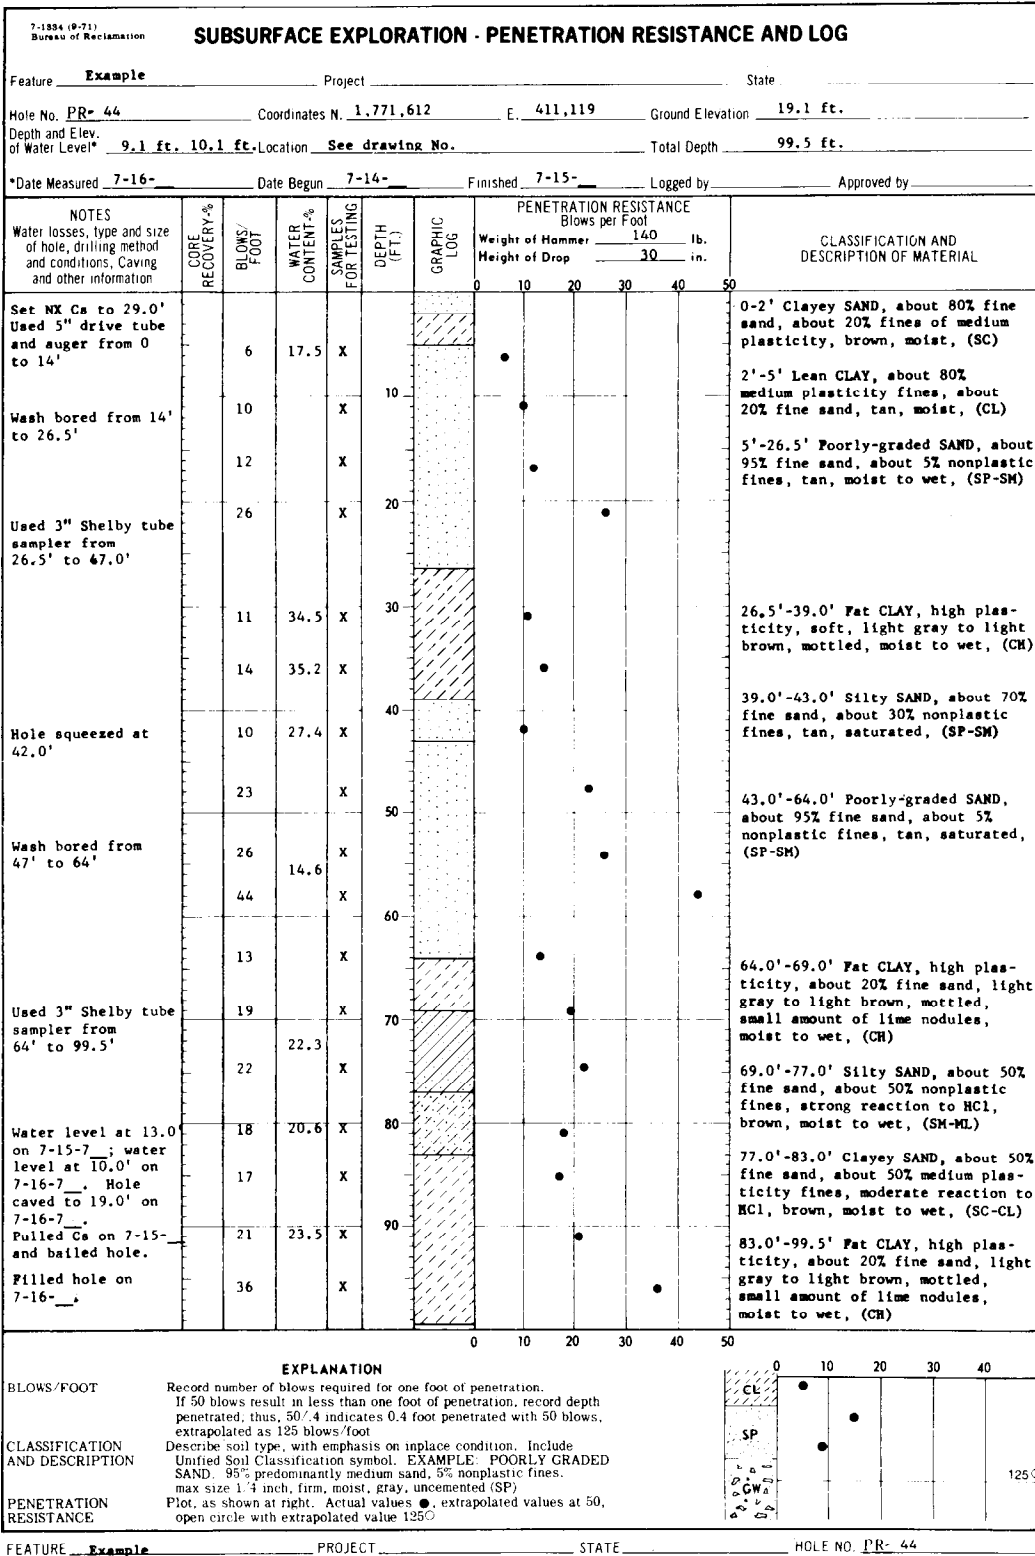 7-1334 (9-71)
Bureau of Reclamation
SUBSURFACE EXPLORATION - PENETRATION RESISTANCE AND LOG
Feature Example Project State
Hole No. PR- 44 Coordinates N. 1,771,612 E. 411,119 Ground Elevation 19.1 ft.
Depth and Elev.
of Water Level* 9.1 ft. 10.1 ft. Location See drawing No. Total Depth 99.5 ft.
*Date Measured 7-16-__ Date Begun 7-14-__ Finished 7-15-__ Logged by Approved by
NOTES
Water losses, type and size
of hole, drilling method
and conditions, Caving
and other information
CORE
RECOVERY-%
BLOWS/
FOOT
WATER
CONTENT-%
SAMPLES
FOR TESTING
DEPTH
(FT.)
GRAPHIC
LOG
PENETRATION RESISTANCE
Blows per Foot
Weight of Hammer 140 lb.
Height of Drop 30 in.
0 10 20 30 40 50
CLASSIFICATION AND
DESCRIPTION OF MATERIAL
Set NX Cs to 29.0'
Used 5" drive tube
and auger from 0
to 14'
Wash bored from 14'
to 26.5'
Used 3" Shelby tube
sampler from
26.5' to 47.0'
Hole squeezed at
42.0'
Wash bored from
47' to 64'
Used 3" Shelby tube
sampler from
64' to 99.5'
Water level at 13.0'
on 7-15-7__; water
level at 10.0' on
7-16-7__. Hole
caved to 19.0' on
7-16-7__.
Pulled Cs on 7-15-__
and bailed hole.
Filled hole on
7-16-__.
6 17.5 X
10 X
12 X
26 X
11 34.5 X
14 35.2 X
10 27.4 X
23 X
26 X
14.6
44 X
13 X
19 X
22.3
22 X
18 20.6 X
17 X
21 23.5 X
36 X
10
20
30
40
50
60
70
80
90
0-2' Clayey SAND, about 80% fine
sand, about 20% fines of medium
plasticity, brown, moist, (SC)
2'-5' Lean CLAY, about 80%
medium plasticity fines, about
20% fine sand, tan, moist, (CL)
5'-26.5' Poorly-graded SAND, about
95% fine sand, about 5% nonplastic
fines, tan, moist to wet, (SP-SM)
26.5'-39.0' Fat CLAY, high plas-
ticity, soft, light gray to light
brown, mottled, moist to wet, (CH)
39.0'-43.0' Silty SAND, about 70%
fine sand, about 30% nonplastic
fines, tan, saturated, (SP-SM)
43.0'-64.0' Poorly-graded SAND,
about 95% fine sand, about 5%
nonplastic fines, tan, saturated,
(SP-SM)
64.0'-69.0' Fat CLAY, high plas-
ticity, about 20% fine sand, light
gray to light brown, mottled,
small amount of lime nodules,
moist to wet, (CH)
69.0'-77.0' Silty SAND, about 50%
fine sand, about 50% nonplastic
fines, strong reaction to HCl,
brown, moist to wet, (SM-ML)
77.0'-83.0' Clayey SAND, about 50%
fine sand, about 50% medium plas-
ticity fines, moderate reaction to
HCl, brown, moist to wet, (SC-CL)
83.0'-99.5' Fat CLAY, high plas-
ticity, about 20% fine sand, light
gray to light brown, mottled,
small amount of lime nodules,
moist to wet, (CH)
0 10 20 30 40 50
EXPLANATION
BLOWS/FOOT Record number of blows required for one foot of penetration.
If 50 blows result in less than one foot of penetration, record depth
penetrated; thus, 50/.4 indicates 0.4 foot penetrated with 50 blows,
extrapolated as 125 blows/foot
CLASSIFICATION Describe soil type, with emphasis on inplace condition. Include
AND DESCRIPTION Unified Soil Classification symbol. EXAMPLE: POORLY GRADED
SAND. 95% predominantly medium sand, 5% nonplastic fines.
max size 1/4 inch, firm, moist, gray, uncemented (SP)
PENETRATION Plot, as shown at right. Actual values ●, extrapolated values at 50,
RESISTANCE open circle with extrapolated value 125○
0 10 20 30 40
CL
SP
GW
125○
FEATURE Example PROJECT STATE HOLE NO. PR- 44